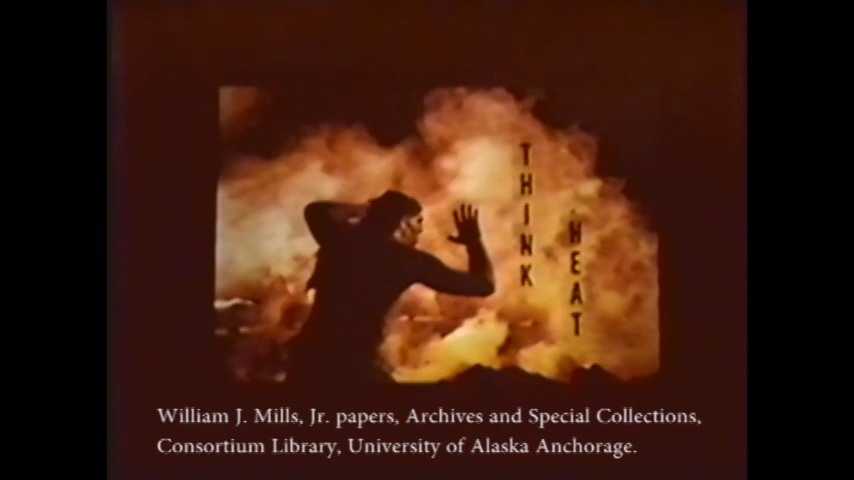 THINK
HEAT
William J. Mills, Jr. papers, Archives and Special Collections,
Consortium Library, University of Alaska Anchorage.